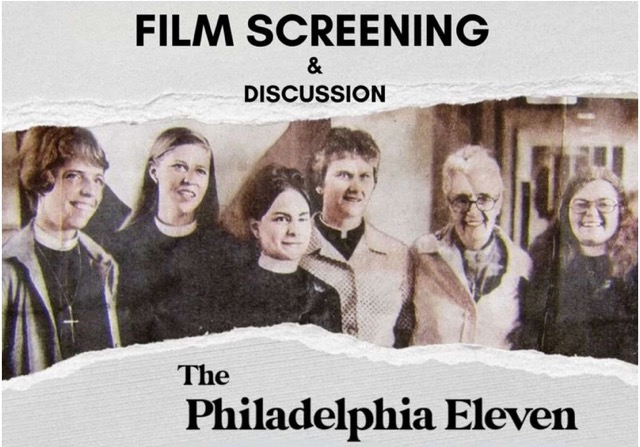 FILM SCREENING
&
DISCUSSION
The
Philadelphia Eleven